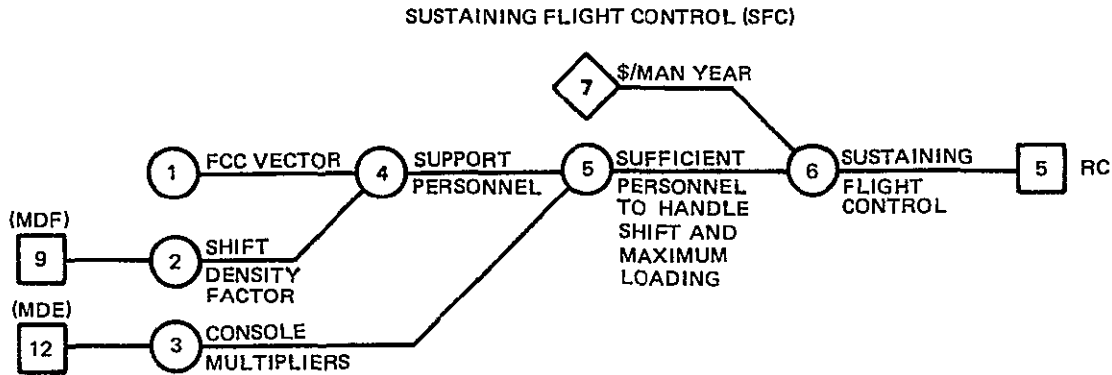 SUSTAINING FLIGHT CONTROL (SFC)
7
$/MAN YEAR
1
FCC VECTOR
4
SUPPORT
PERSONNEL
5
SUFFICIENT
PERSONNEL
TO HANDLE
SHIFT AND
MAXIMUM
LOADING
6
SUSTAINING
FLIGHT
CONTROL
5
RC
(MDF)
9
2
SHIFT
DENSITY
FACTOR
(MDE)
12
3
CONSOLE
MULTIPLIERS